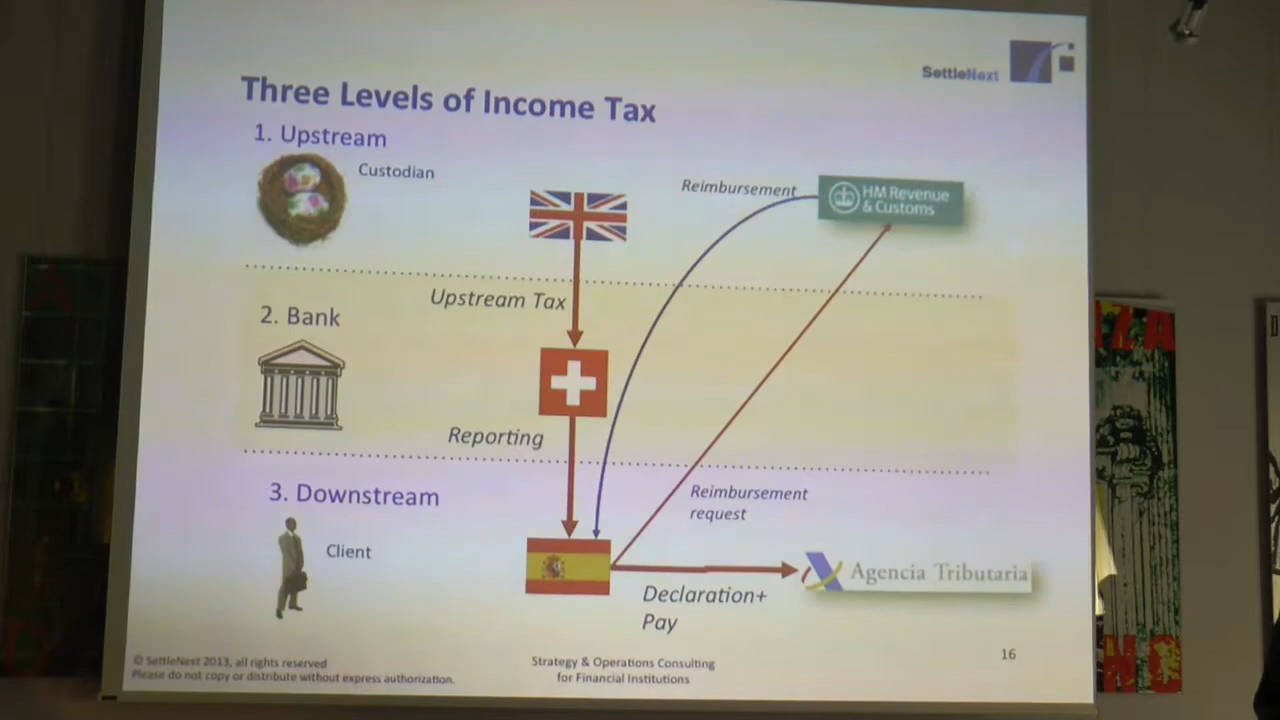 SettleNext
Three Levels of Income Tax
1. Upstream
Custodian
Reimbursement
HM Revenue
& Customs
Upstream Tax
2. Bank
Reporting
3. Downstream
Reimbursement
request
Client
Agencia Tributaria
Declaration+
Pay
© SettleNext 2013, all rights reserved
Please do not copy or distribute without express authorization.
Strategy & Operations Consulting
for Financial Institutions
16